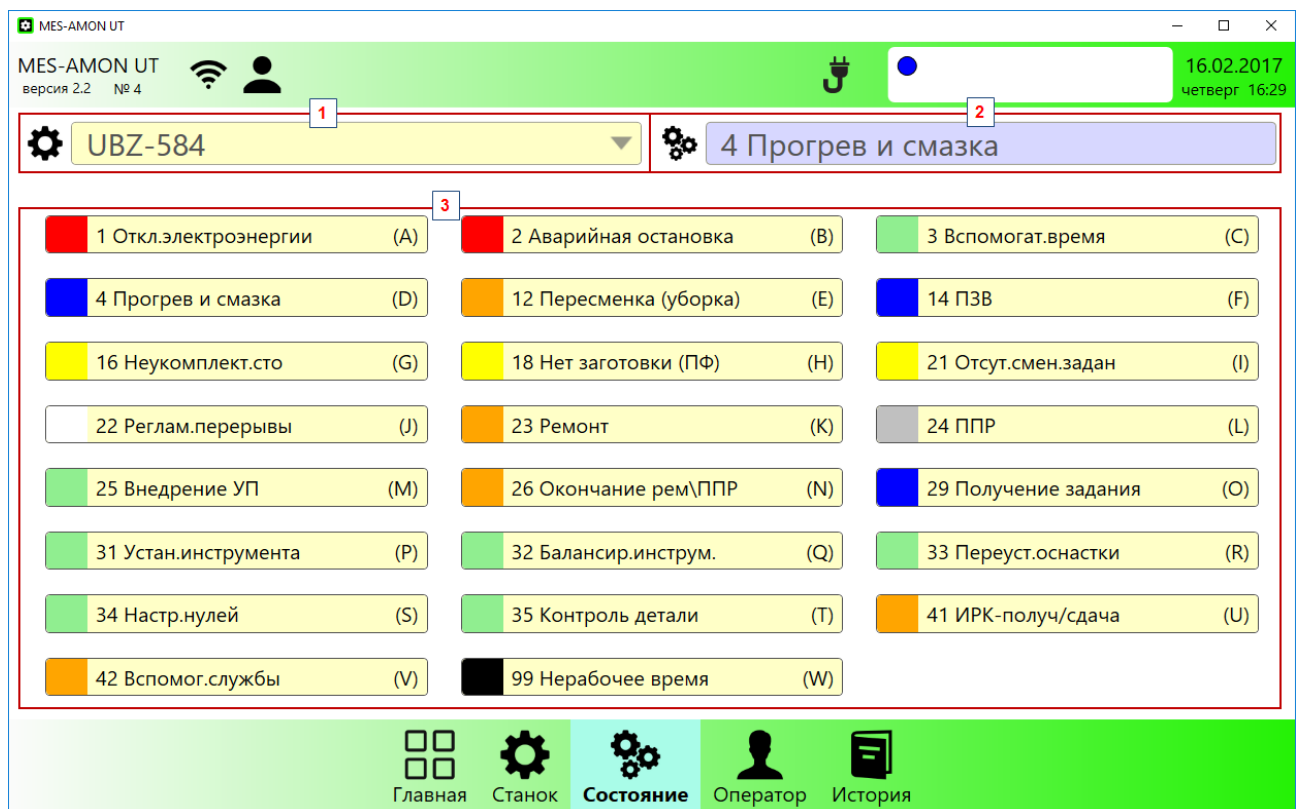 MES-AMON UT
MES-AMON UT
версия 2.2 № 4
16.02.2017
четверг 16:29
1
2
UBZ-584
4 Прогрев и смазка
3
1 Откл.электроэнергии (A)
2 Аварийная остановка (B)
3 Вспомогат.время (C)
4 Прогрев и смазка (D)
12 Пересменка (уборка) (E)
14 ПЗВ (F)
16 Неукомплект.сто (G)
18 Нет заготовки (ПФ) (H)
21 Отсут.смен.задан (I)
22 Реглам.перерывы (J)
23 Ремонт (K)
24 ППР (L)
25 Внедрение УП (M)
26 Окончание рем\ППР (N)
29 Получение задания (O)
31 Устан.инструмента (P)
32 Балансир.инструм. (Q)
33 Переуст.оснастки (R)
34 Настр.нулей (S)
35 Контроль детали (T)
41 ИРК-получ/сдача (U)
42 Вспомог.службы (V)
99 Нерабочее время (W)
Главная
Станок
Состояние
Оператор
История